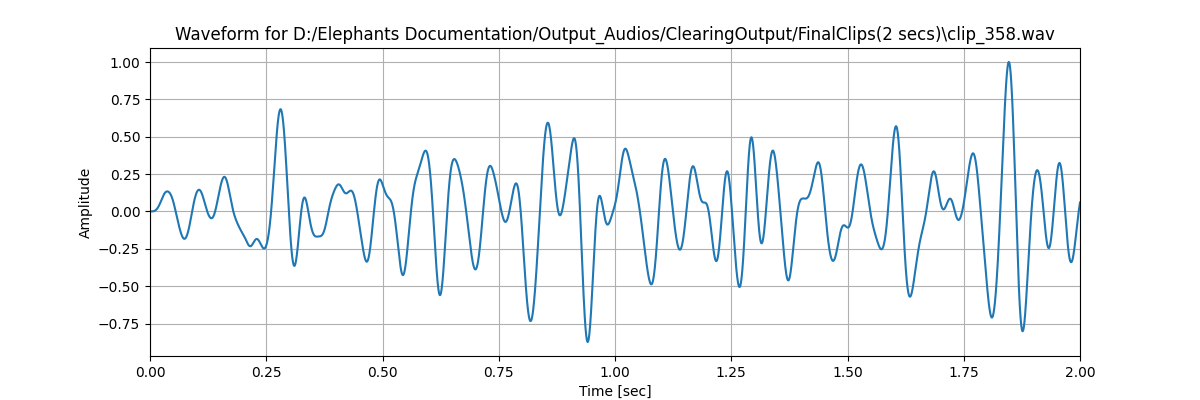 Waveform for D:/Elephants Documentation/Output_Audios/ClearingOutput/FinalClips(2 secs)\clip_358.wav
1.00
0.75
0.50
0.25
0.00
−0.25
−0.50
−0.75
Amplitude
0.00 0.25 0.50 0.75 1.00 1.25 1.50 1.75 2.00
Time [sec]